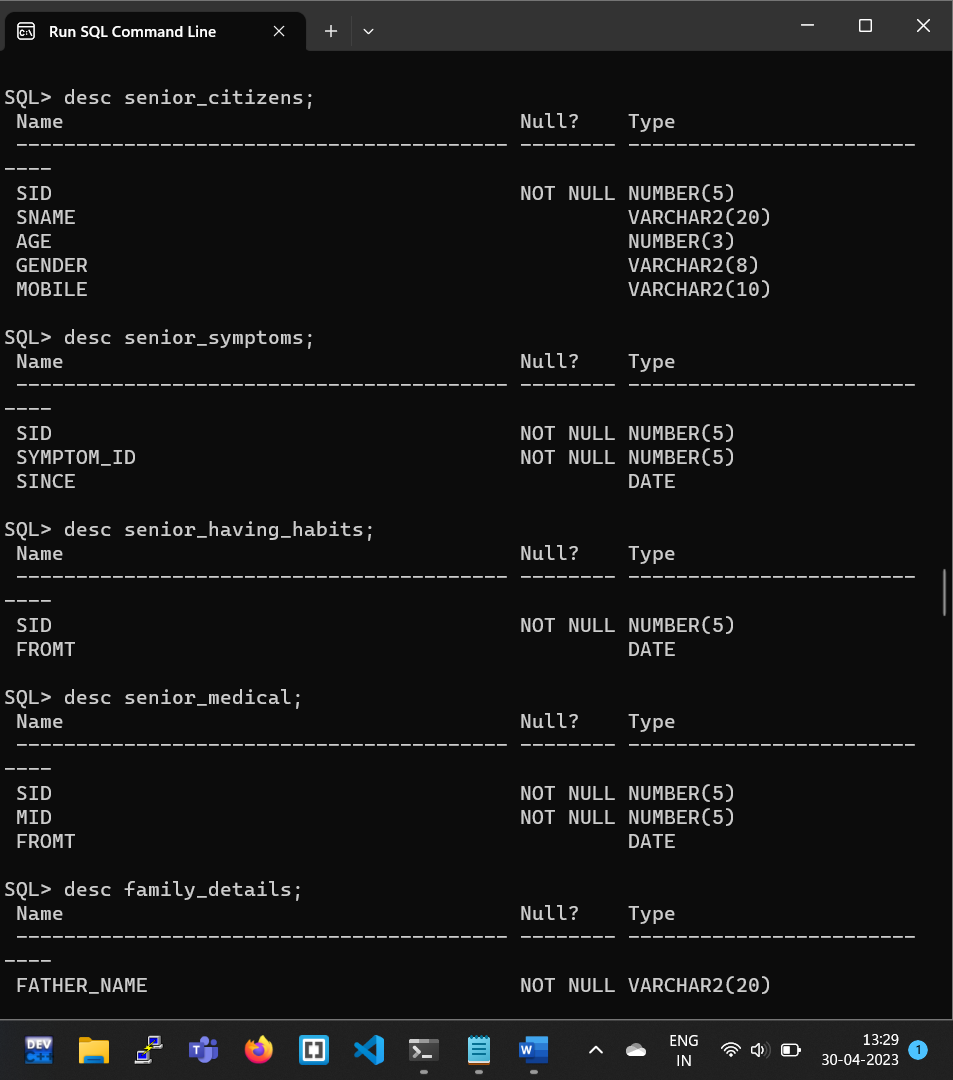 Run SQL Command Line
SQL> desc senior_citizens;
Name Null? Type
----------------------------------------- -------- ------------------------
----
SID NOT NULL NUMBER(5)
SNAME VARCHAR2(20)
AGE NUMBER(3)
GENDER VARCHAR2(8)
MOBILE VARCHAR2(10)
SQL> desc senior_symptoms;
Name Null? Type
----------------------------------------- -------- ------------------------
----
SID NOT NULL NUMBER(5)
SYMPTOM_ID NOT NULL NUMBER(5)
SINCE DATE
SQL> desc senior_having_habits;
Name Null? Type
----------------------------------------- -------- ------------------------
----
SID NOT NULL NUMBER(5)
FROMT DATE
SQL> desc senior_medical;
Name Null? Type
----------------------------------------- -------- ------------------------
----
SID NOT NULL NUMBER(5)
MID NOT NULL NUMBER(5)
FROMT DATE
SQL> desc family_details;
Name Null? Type
----------------------------------------- -------- ------------------------
----
FATHER_NAME NOT NULL VARCHAR2(20)
DEV
C++
T
W
ENG
IN
13:29
30-04-2023
1